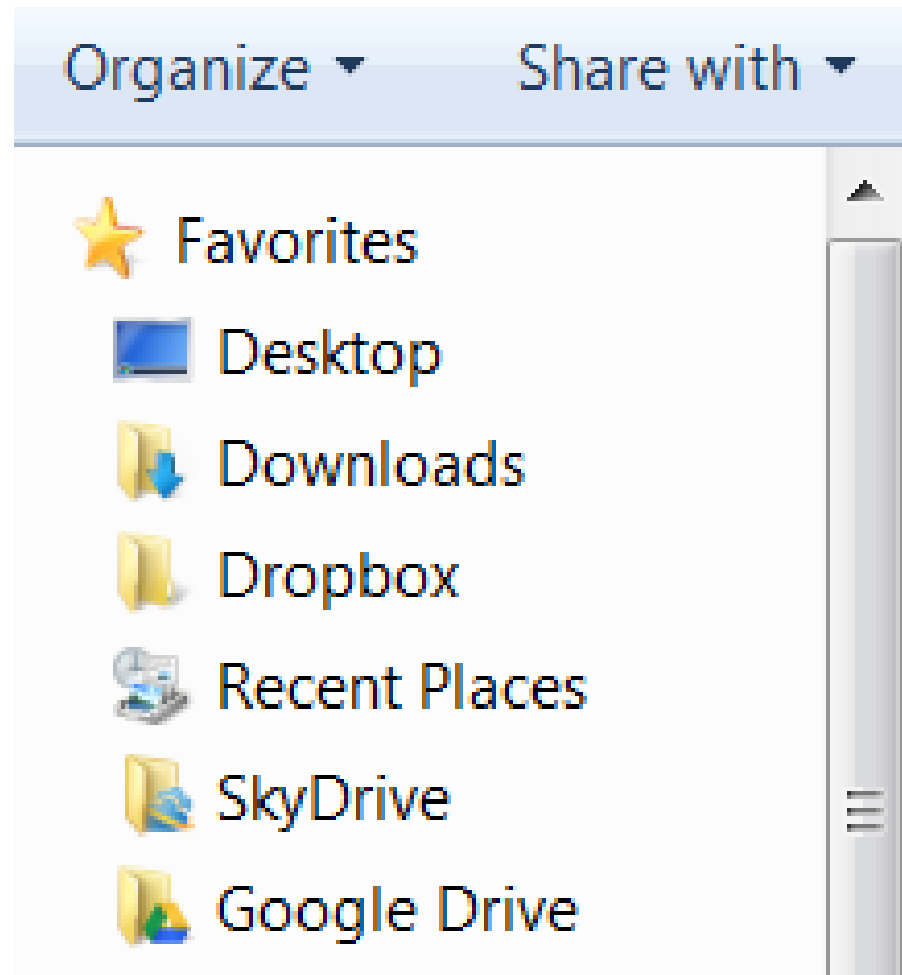 Organize Share with
Favorites
Desktop
Downloads
Dropbox
Recent Places
SkyDrive
Google Drive